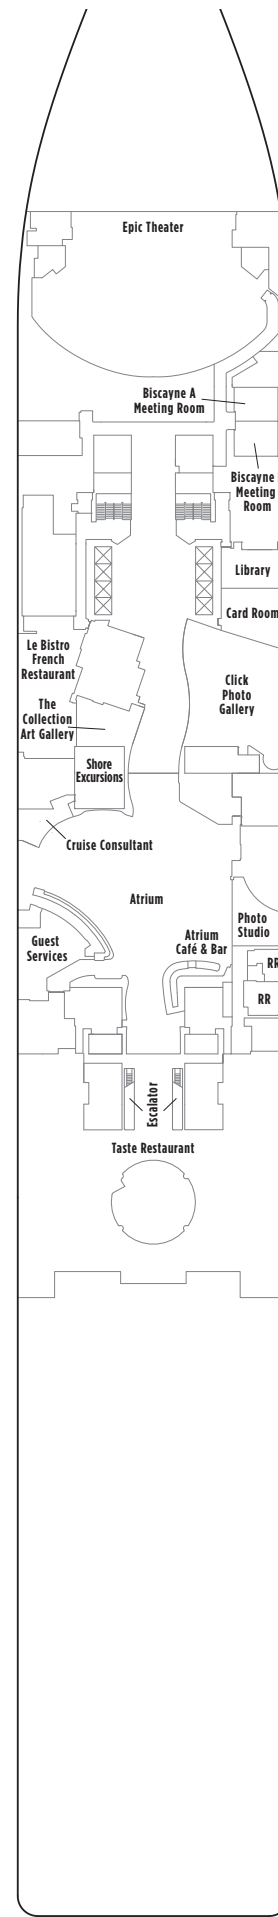 Epic Theater
Biscayne A
Meeting Room
Biscayne
Meeting
Room
Library
Card Room
Le Bistro
French
Restaurant
Click
Photo
Gallery
The
Collection
Art Gallery
Shore
Excursions
Cruise Consultant
Atrium
Photo
Studio
Atrium
Café & Bar
Guest
Services
RR
RR
Escalator
Taste Restaurant